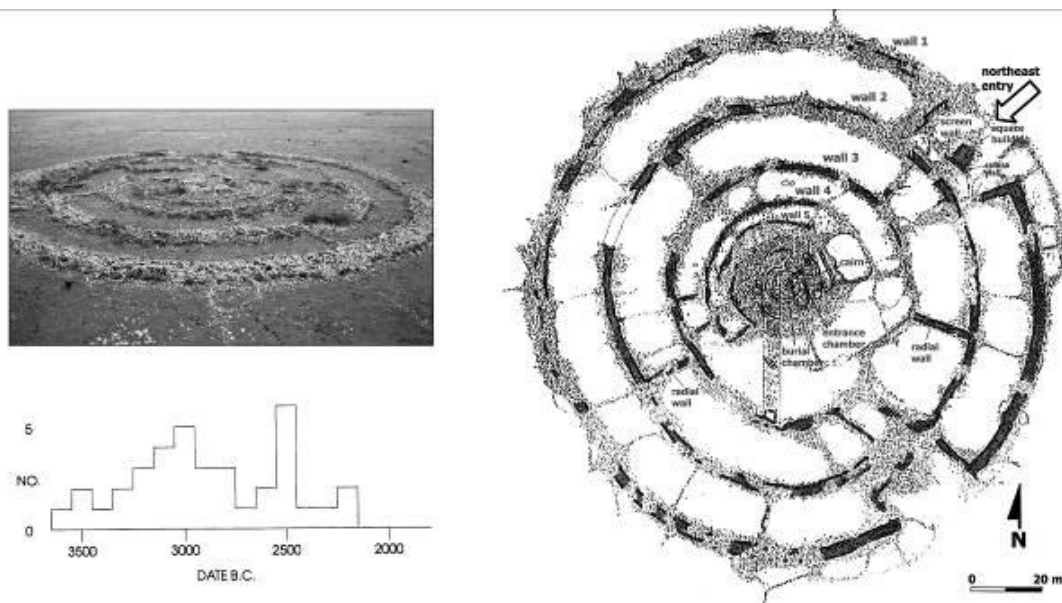 5
NO.
0
3500
3000
2500
2000
DATE B.C.
wall 1
northeast
entry
wall 2
screen
wall
square
wall 3
wall 4
wall 5
cairn
entrance
chamber
burial
chamber
radial
wall
radial
wall
N
0
20 m